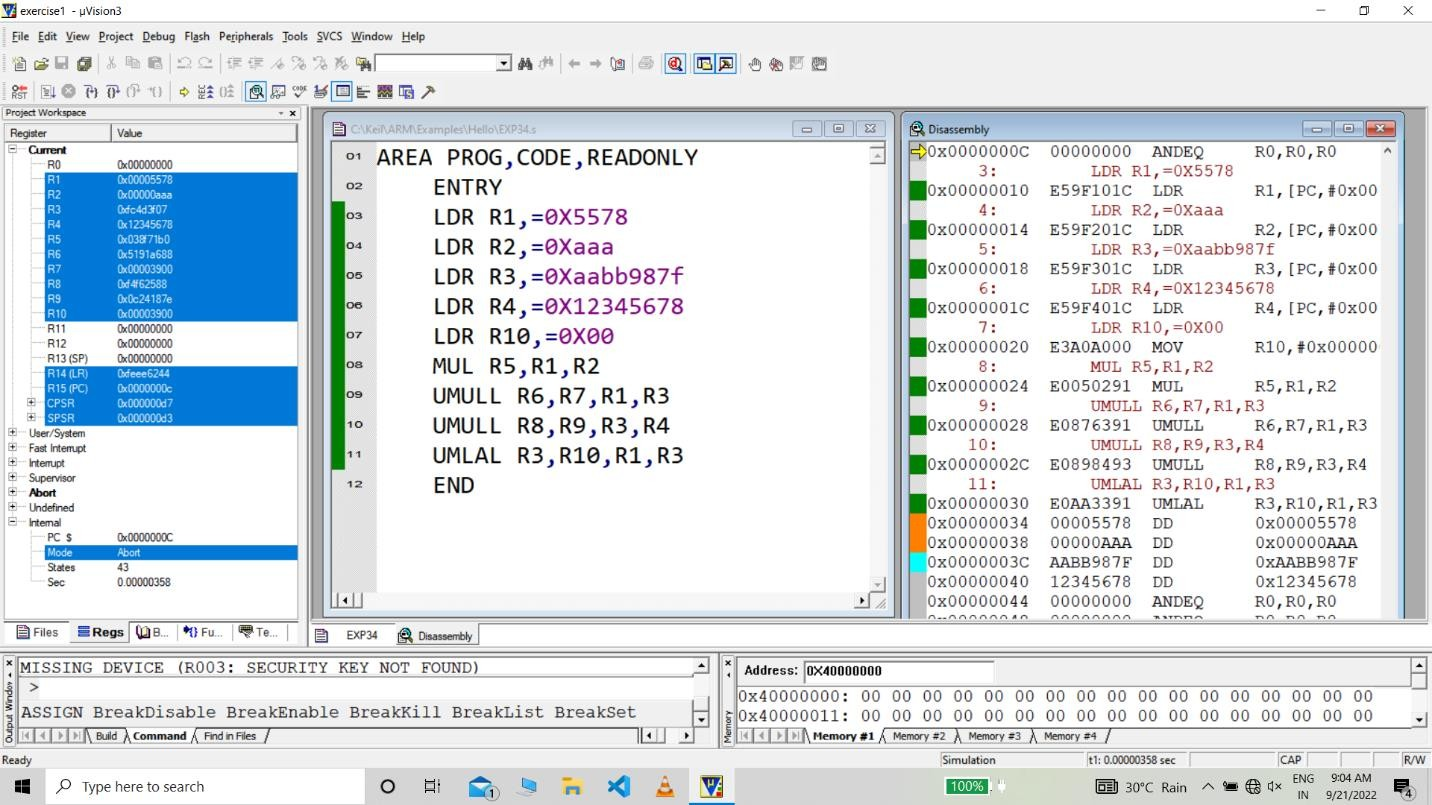 exercise1 - µVision3
File Edit View Project Debug Flash Peripherals Tools SVCS Window Help
Project Workspace
Register Value
Current
R0 0x00000000
R1 0x00005578
R2 0x00000aaa
R3 0xfc4d3f07
R4 0x12345678
R5 0x038f71b0
R6 0x5191a688
R7 0x00003900
R8 0xf4f62588
R9 0x0c24187e
R10 0x00003900
R11 0x00000000
R12 0x00000000
R13 (SP) 0x00000000
R14 (LR) 0xfeee6244
R15 (PC) 0x0000000c
CPSR 0x000000d7
SPSR 0x000000d3
User/System
Fast Interrupt
Interrupt
Supervisor
Abort
Undefined
Internal
PC $ 0x0000000C
Mode Abort
States 43
Sec 0.00000358
Files Regs B... Fu... Te...
C:\Keil\ARM\Examples\Hello\EXP34.s
01 AREA PROG,CODE,READONLY
02 ENTRY
03 LDR R1,=0X5578
04 LDR R2,=0Xaaa
05 LDR R3,=0Xaabb987f
06 LDR R4,=0X12345678
07 LDR R10,=0X00
08 MUL R5,R1,R2
09 UMULL R6,R7,R1,R3
10 UMULL R8,R9,R3,R4
11 UMLAL R3,R10,R1,R3
12 END
EXP34 Disassembly
Disassembly
0x0000000C 00000000 ANDEQ R0,R0,R0
3: LDR R1,=0X5578
0x00000010 E59F101C LDR R1,[PC,#0x00
4: LDR R2,=0Xaaa
0x00000014 E59F201C LDR R2,[PC,#0x00
5: LDR R3,=0Xaabb987f
0x00000018 E59F301C LDR R3,[PC,#0x00
6: LDR R4,=0X12345678
0x0000001C E59F401C LDR R4,[PC,#0x00
7: LDR R10,=0X00
0x00000020 E3A0A000 MOV R10,#0x00000
8: MUL R5,R1,R2
0x00000024 E0050291 MUL R5,R1,R2
9: UMULL R6,R7,R1,R3
0x00000028 E0876391 UMULL R6,R7,R1,R3
10: UMULL R8,R9,R3,R4
0x0000002C E0898493 UMULL R8,R9,R3,R4
11: UMLAL R3,R10,R1,R3
0x00000030 E0AA3391 UMLAL R3,R10,R1,R3
0x00000034 00005578 DD 0x00005578
0x00000038 00000AAA DD 0x00000AAA
0x0000003C AABB987F DD 0xAABB987F
0x00000040 12345678 DD 0x12345678
0x00000044 00000000 ANDEQ R0,R0,R0
Output Window
MISSING DEVICE (R003: SECURITY KEY NOT FOUND)
>
ASSIGN BreakDisable BreakEnable BreakKill BreakList BreakSet
Build Command Find in Files
Memory
Address: 0X40000000
0x40000000: 00 00 00 00 00 00 00 00 00 00 00 00 00 00 00 00 00
0x40000011: 00 00 00 00 00 00 00 00 00 00 00 00 00 00 00 00 00
Memory #1 Memory #2 Memory #3 Memory #4
Ready Simulation t1: 0.00000358 sec CAP R/W
Type here to search
1
100%
30°C Rain
ENG
IN
9:04 AM
9/21/2022
4